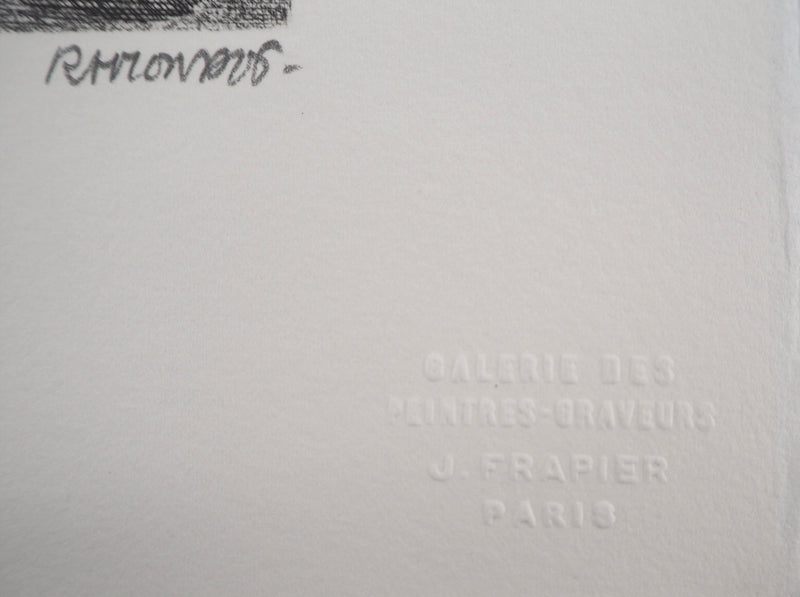 GALERIE DES
PEINTRES-GRAVEURS
J. FRAPIER
PARIS